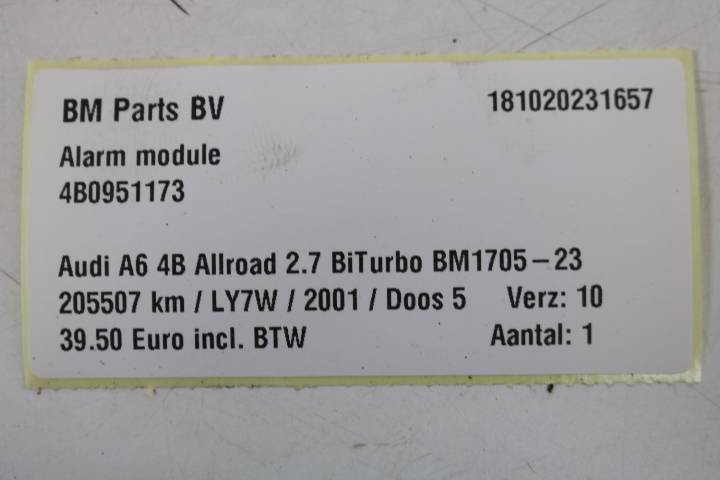 BM Parts BV 181020231657
Alarm module
4B0951173
Audi A6 4B Allroad 2.7 BiTurbo BM1705-23
205507 km / LY7W / 2001 / Doos 5 Verz: 10
39.50 Euro incl. BTW Aantal: 1